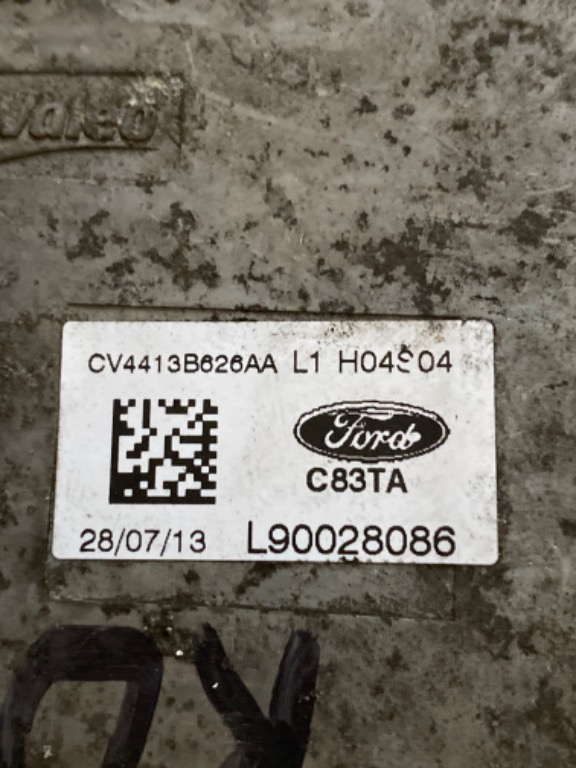 Valeo
CV4413B626AA L1 H04S04
Ford
C83TA
28/07/13 L90028086